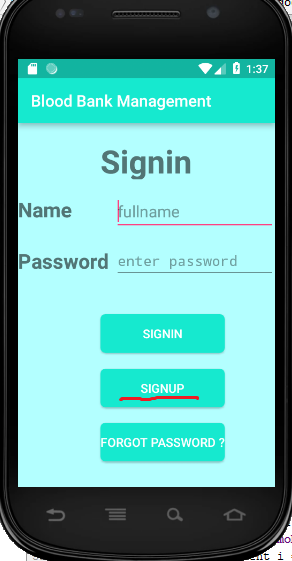 1:37
Blood Bank Management
Signin
Name fullname
Password enter password
SIGNIN
SIGNUP
FORGOT PASSWORD ?